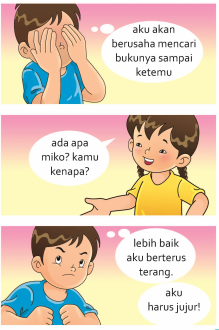 aku akan
berusaha mencari
bukunya sampai
ketemu
ada apa
miko? kamu
kenapa?
lebih baik
aku berterus
terang.
aku
harus jujur!